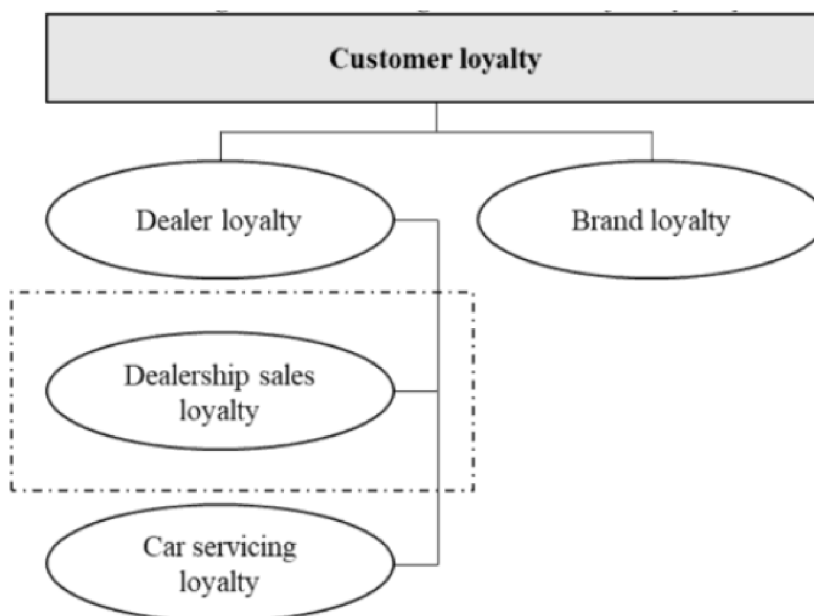 Customer loyalty
Dealer loyalty
Brand loyalty
Dealership sales
loyalty
Car servicing
loyalty